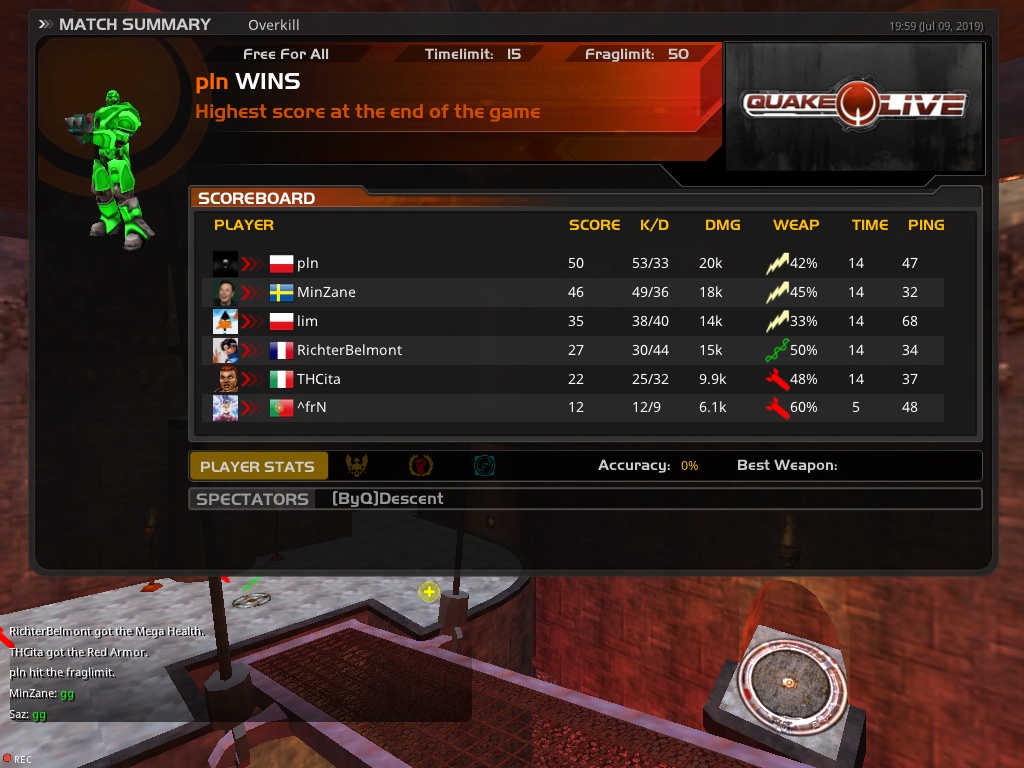 MATCH SUMMARY Overkill 19:59 (Jul 09, 2019)
Free For All Timelimit: 15 Fraglimit: 50
pln WINS
Highest score at the end of the game
QUAKE LIVE
SCOREBOARD
PLAYER SCORE K/D DMG WEAP TIME PING
pln 50 53/33 20k 42% 14 47
MinZane 46 49/36 18k 45% 14 32
lim 35 38/40 14k 33% 14 68
RichterBelmont 27 30/44 15k 50% 14 34
THCita 22 25/32 9.9k 48% 14 37
^frN 12 12/9 6.1k 60% 5 48
PLAYER STATS Accuracy: 0% Best Weapon:
SPECTATORS [ByQ]Descent
RichterBelmont got the Mega Health.
THCita got the Red Armor.
pln hit the fraglimit.
MinZane: gg
Saz: gg
REC